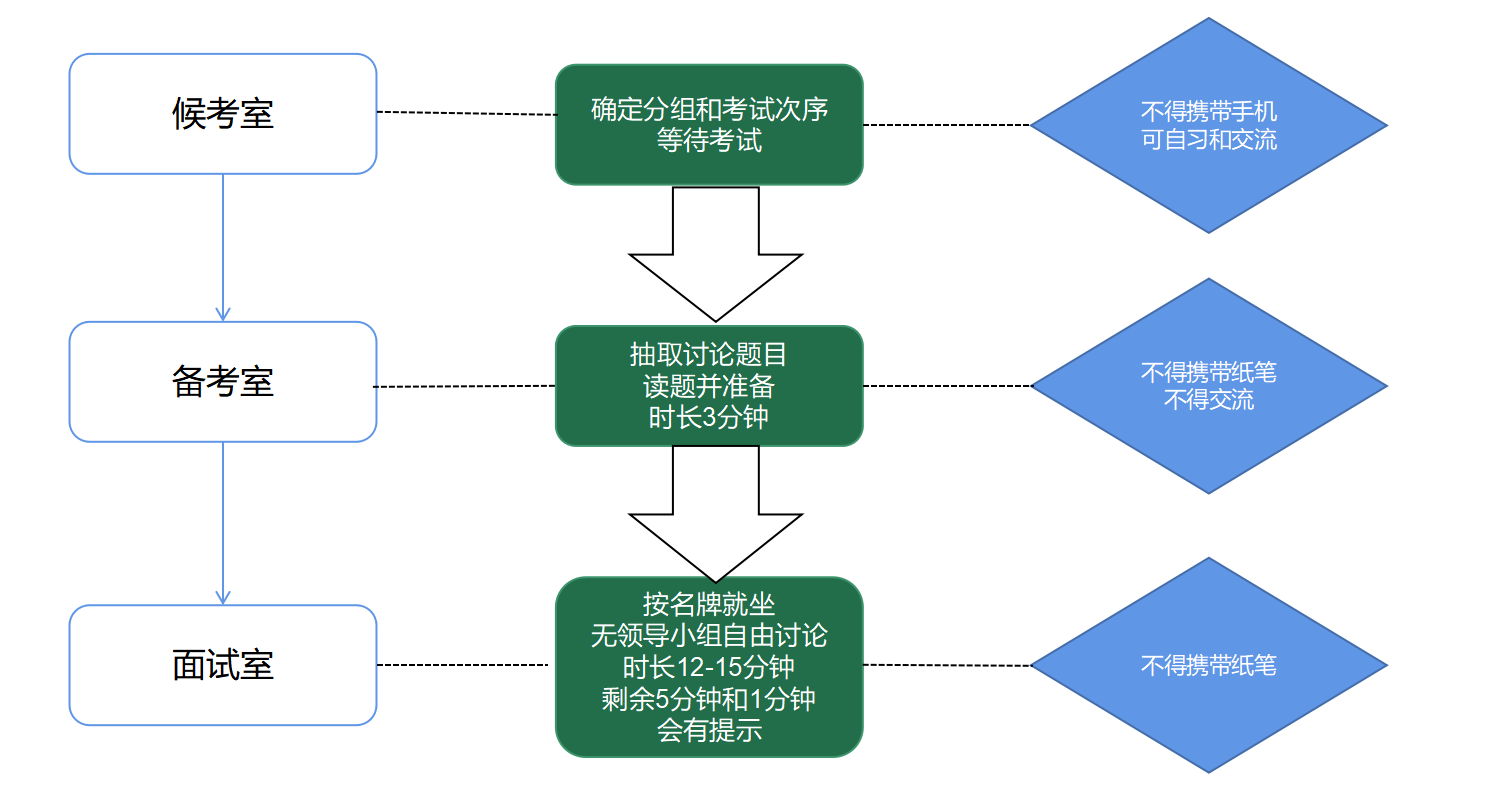 候考室
确定分组和考试次序
等待考试
不得携带手机
可自习和交流
备考室
抽取讨论题目
读题并准备
时长3分钟
不得携带纸笔
不得交流
面试室
按名牌就坐
无领导小组自由讨论
时长12-15分钟
剩余5分钟和1分钟
会有提示
不得携带纸笔